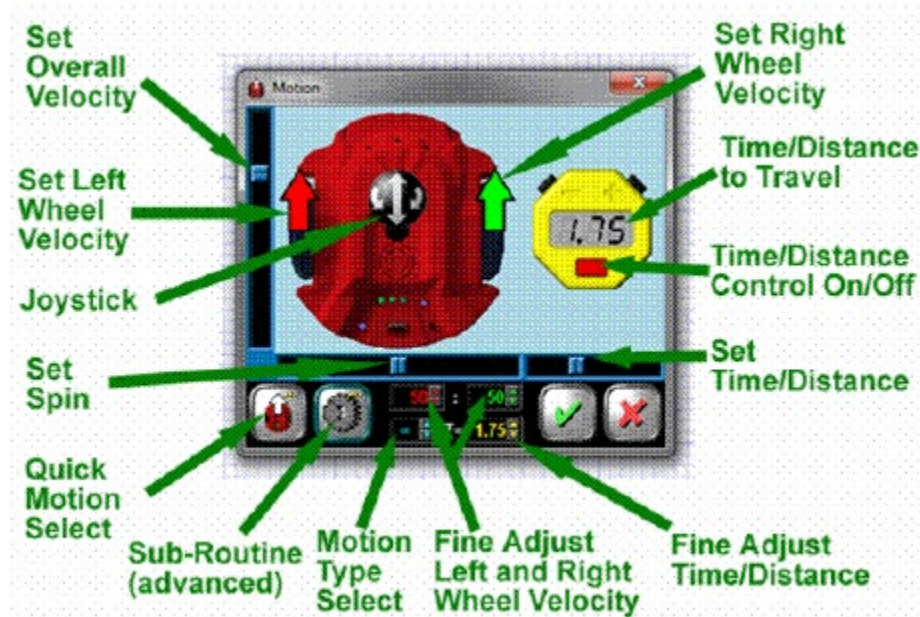 Set
Overall
Velocity
Set Right
Wheel
Velocity
Motion
Time/Distance
to Travel
Set Left
Wheel
Velocity
1.75
Time/Distance
Control On/Off
Joystick
Set
Spin
Set
Time/Distance
50 : 50
1.75
Quick
Motion
Select
Sub-Routine
(advanced)
Motion
Type
Select
Fine Adjust
Left and Right
Wheel Velocity
Fine Adjust
Time/Distance